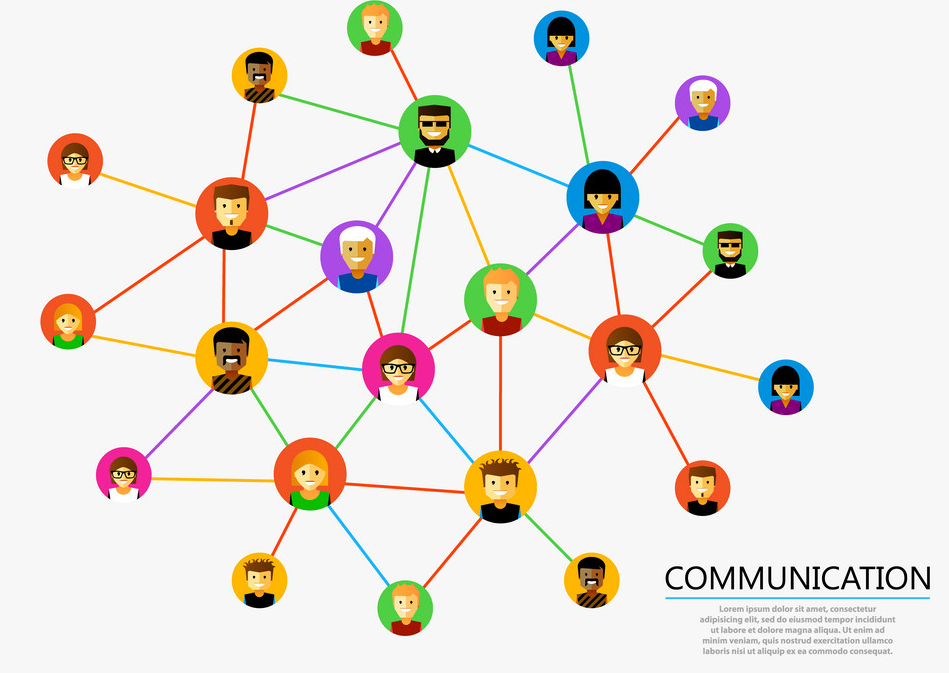 COMMUNICATION
Lorem ipsum dolor sit amet, consectetur
adipisicing elit, sed do eiusmod tempor incididunt
ut labore et dolore magna aliqua. Ut enim ad
minim veniam, quis nostrud exercitation ullamco
laboris nisi ut aliquip ex ea commodo consequat.